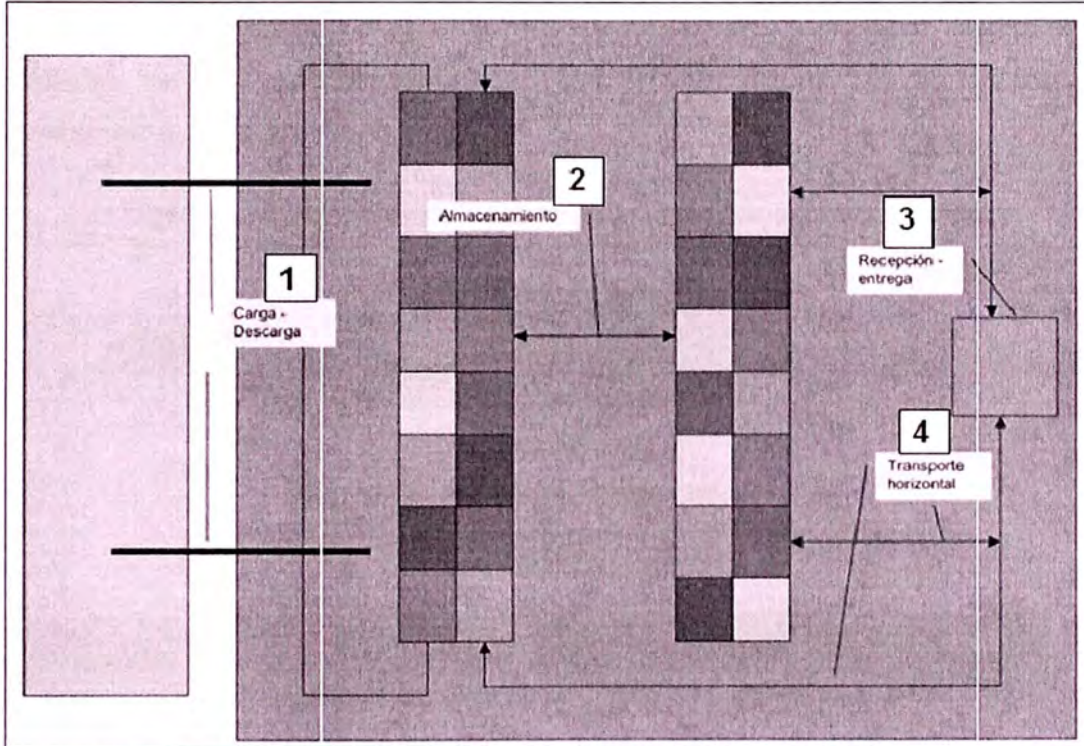 1
Carga -
Descarga
2
Almacenamiento
3
Recepción -
entrega
4
Transporte
horizontal